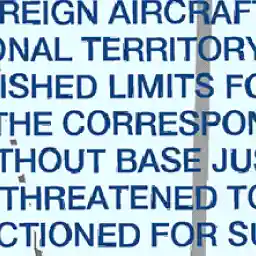 REIGN AIRCRAFT
ONAL TERRITORY
ISHED LIMITS FO
THE CORRESPON
THOUT BASE JUS
THREATENED TO
CTIONED FOR SU